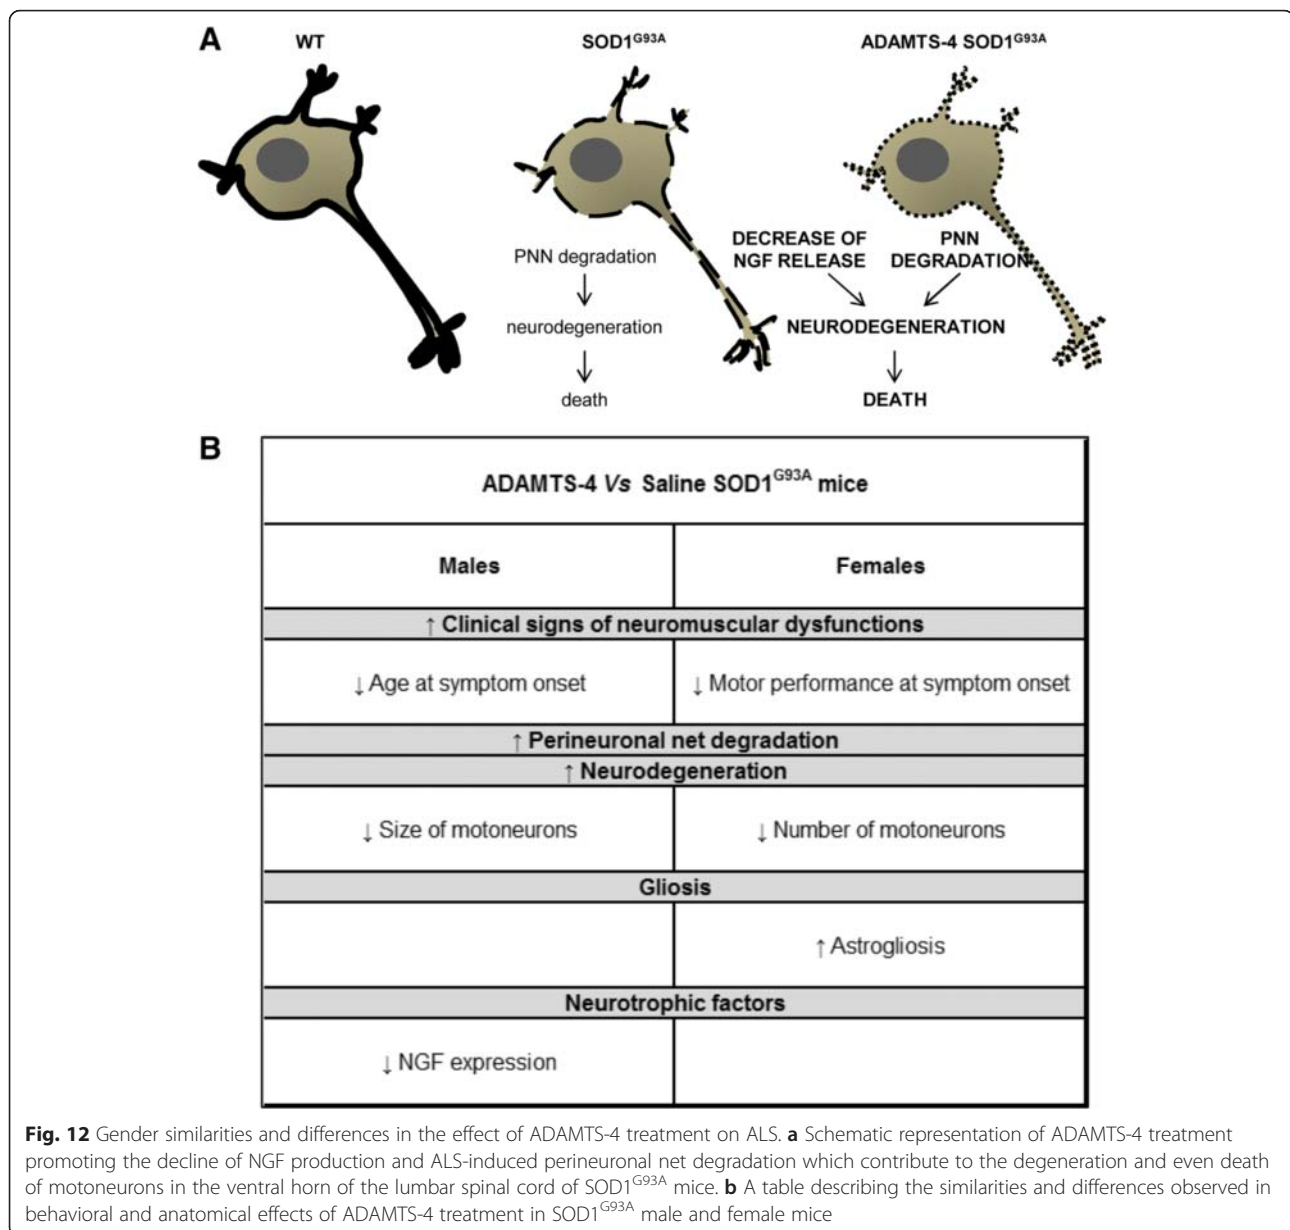 A
WT
SOD1G93A
ADAMTS-4 SOD1G93A
PNN degradation
neurodegeneration
death
DECREASE OF
NGF RELEASE
PNN
DEGRADATION
NEURODEGENERATION
DEATH
B
ADAMTS-4 Vs Saline SOD1G93A mice
Males
Females
↑ Clinical signs of neuromuscular dysfunctions
↓ Age at symptom onset
↓ Motor performance at symptom onset
↑ Perineuronal net degradation
↑ Neurodegeneration
↓ Size of motoneurons
↓ Number of motoneurons
Gliosis
↑ Astrogliosis
Neurotrophic factors
↓ NGF expression
Fig. 12 Gender similarities and differences in the effect of ADAMTS-4 treatment on ALS. a Schematic representation of ADAMTS-4 treatment
promoting the decline of NGF production and ALS-induced perineuronal net degradation which contribute to the degeneration and even death
of motoneurons in the ventral horn of the lumbar spinal cord of SOD1G93A mice. b A table describing the similarities and differences observed in
behavioral and anatomical effects of ADAMTS-4 treatment in SOD1G93A male and female mice